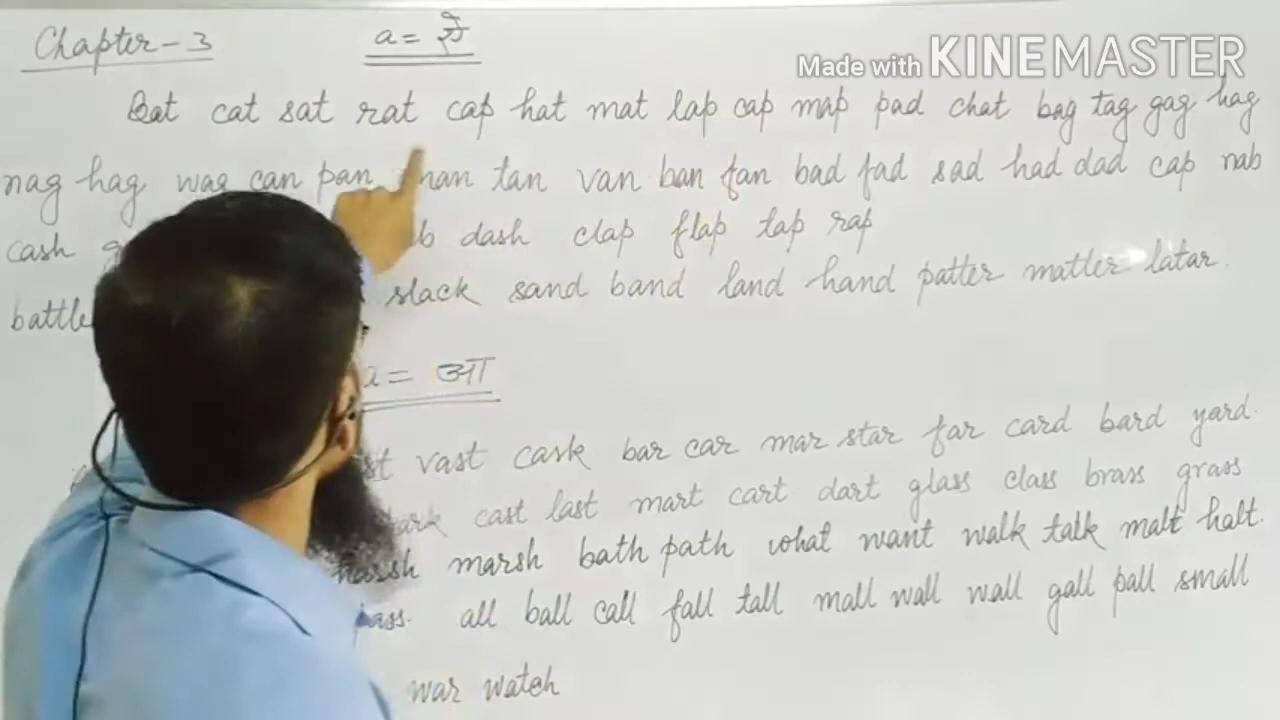 Chapter - 3 a = ऐ
Made with KINEMASTER
Bat cat sat rat cap hat mat lap cap map pad chat bag tag gag hag
nag hag wag can pan man tan van ban fan bad fad sad had dad cap nab
cash dash clap flap tap rap
battle slack sand band land hand patter matter latar.
a = आ
vast cask bar car mar star far card bard yard.
cast last mart cart dart glass class brass grass
harsh marsh bath path what want walk talk malt halt.
pass. all ball call fall tall mall wall wall gall pall small
war watch